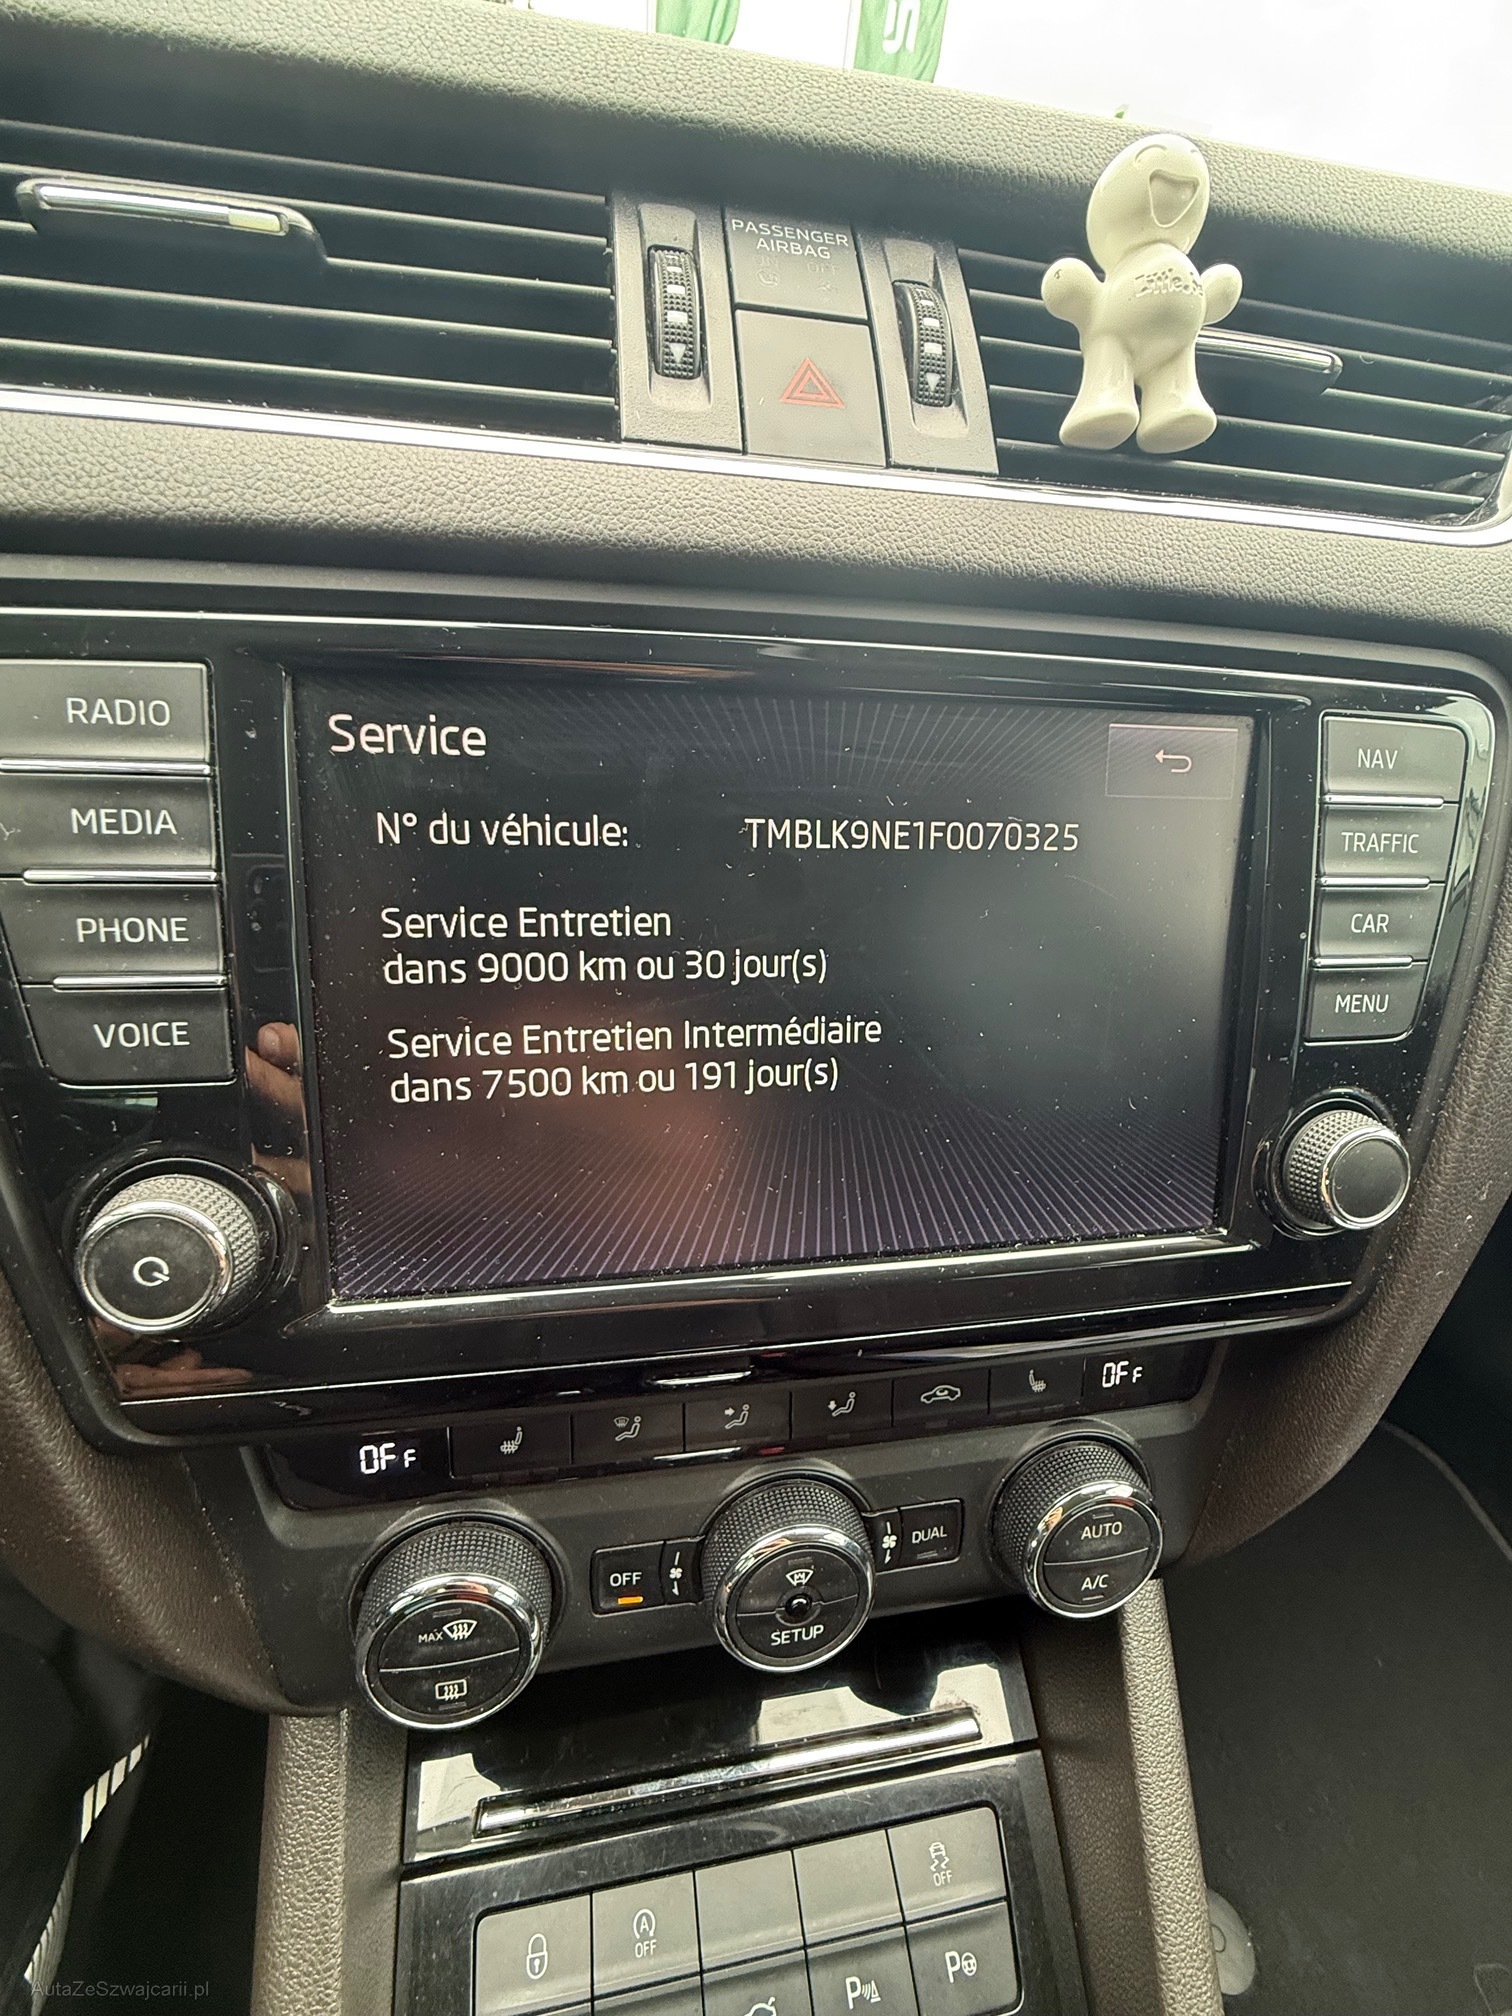 PASSENGER
AIRBAG
RADIO
MEDIA
PHONE
VOICE
Service
N° du véhicule: TMBLK9NE1F0070325
Service Entretien
dans 9000 km ou 30 jour(s)
Service Entretien Intermédiaire
dans 7500 km ou 191 jour(s)
NAV
TRAFFIC
CAR
MENU
OFF
OFF
MAX
OFF
SETUP
DUAL
AUTO
A/C
A
OFF
OFF
P
P
AutaZeSzwajcarii.pl